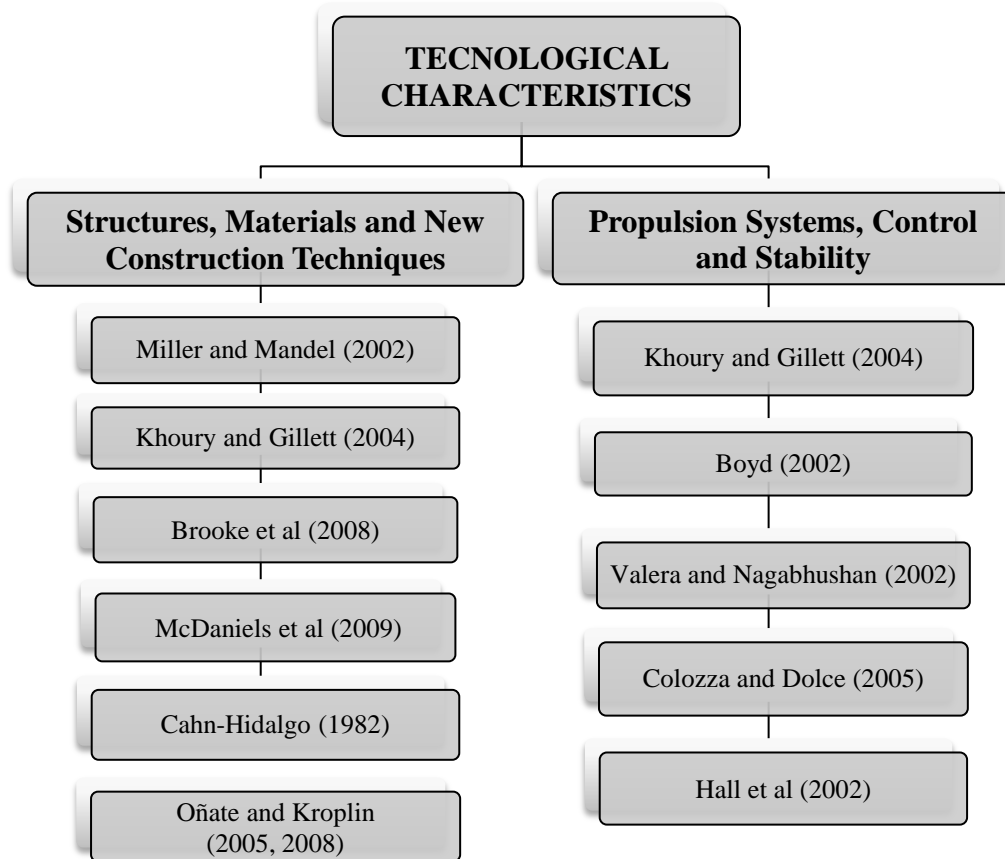 TECNOLOGICAL
CHARACTERISTICS
Structures, Materials and New
Construction Techniques
Miller and Mandel (2002)
Khoury and Gillett (2004)
Brooke et al (2008)
McDaniels et al (2009)
Cahn-Hidalgo (1982)
Oñate and Kroplin
(2005, 2008)
Propulsion Systems, Control
and Stability
Khoury and Gillett (2004)
Boyd (2002)
Valera and Nagabhushan (2002)
Colozza and Dolce (2005)
Hall et al (2002)